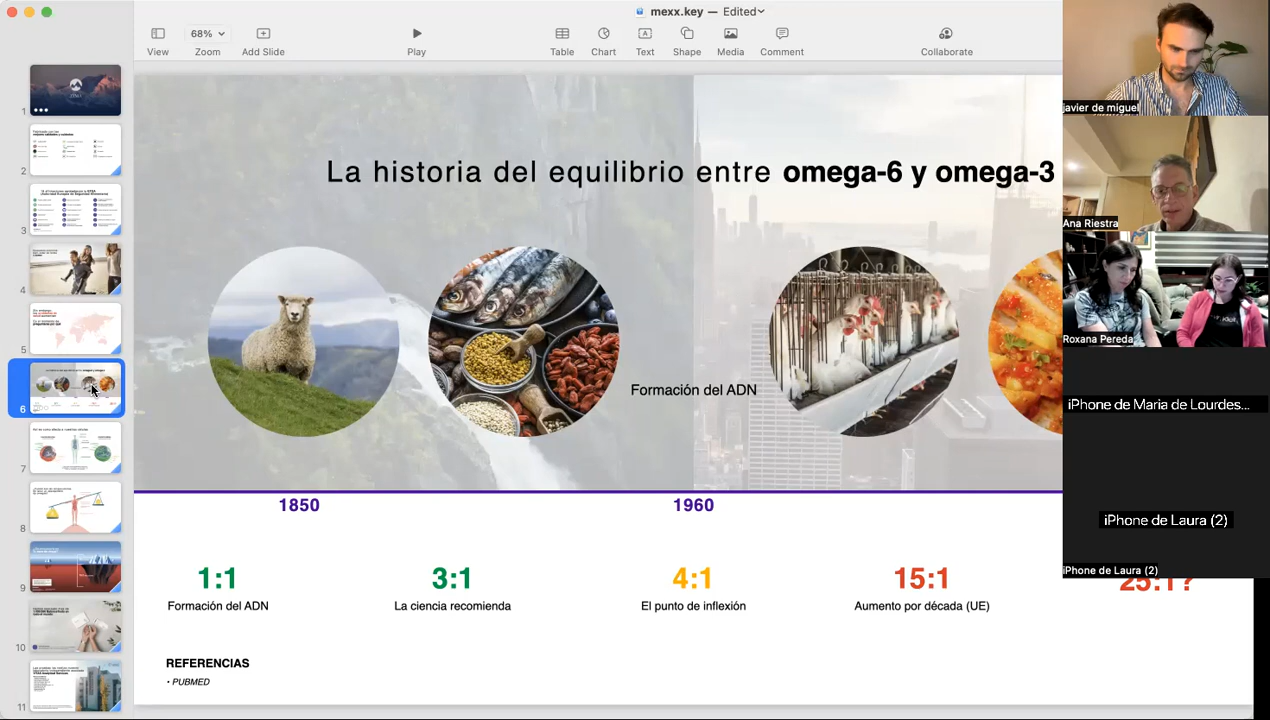 mexx.key — Edited
68%
View
Zoom
Add Slide
Play
Table
Chart
Text
Shape
Media
Comment
Collaborate
1
2
3
4
5
6
7
8
9
10
11
La historia del equilibrio entre omega-6 y omega-3
Formación del ADN
1850
1960
1:1
3:1
4:1
15:1
25:1?
Formación del ADN
La ciencia recomienda
El punto de inflexión
Aumento por década (UE)
REFERENCIAS
• PUBMED
javier de miguel
Ana Riestra
Roxana Pereda
iPhone de Maria de Lourdes...
iPhone de Laura (2)
iPhone de Laura (2)